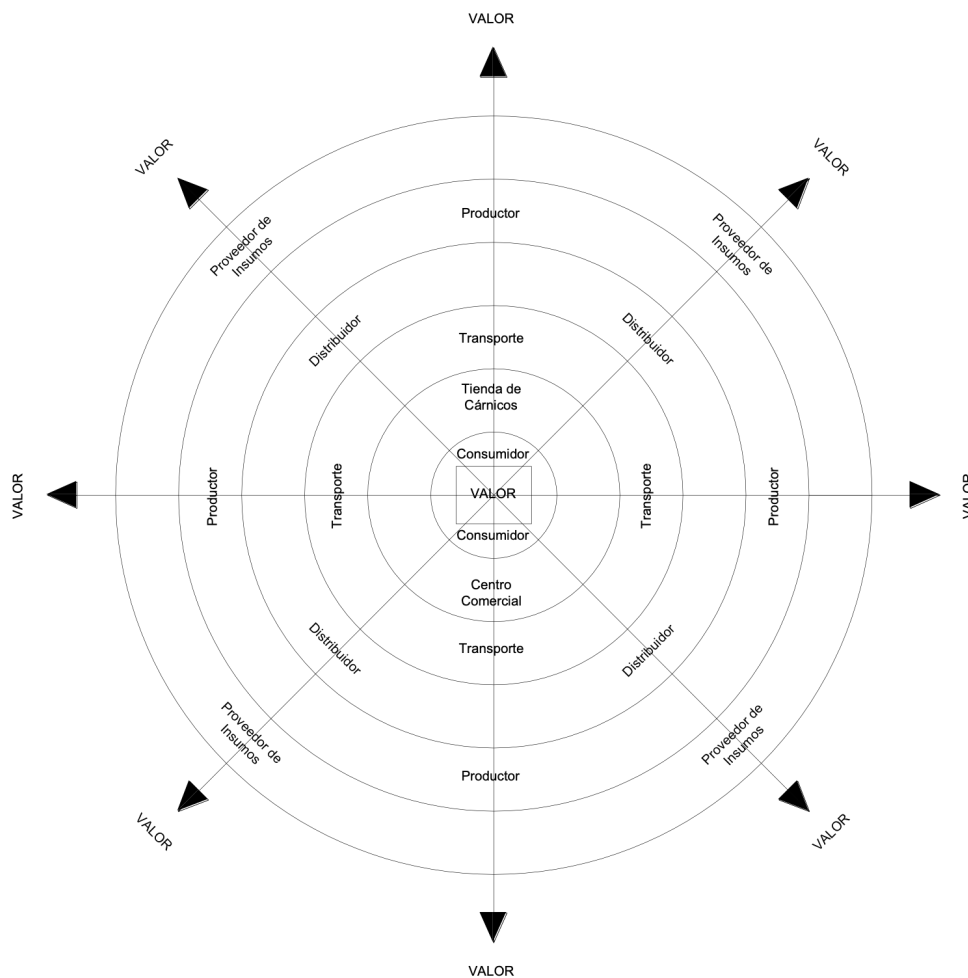 VALOR
VALOR
VALOR
Productor
Proveedor de
Insumos
Proveedor de
Insumos
Distribuidor
Distribuidor
Transporte
Tienda de
Cárnicos
Consumidor
VALOR
Productor
Transporte
VALOR
Transporte
Productor
VALOR
Consumidor
Centro
Comercial
Transporte
Distribuidor
Distribuidor
Proveedor de
Insumos
Proveedor de
Insumos
Productor
VALOR
VALOR
VALOR